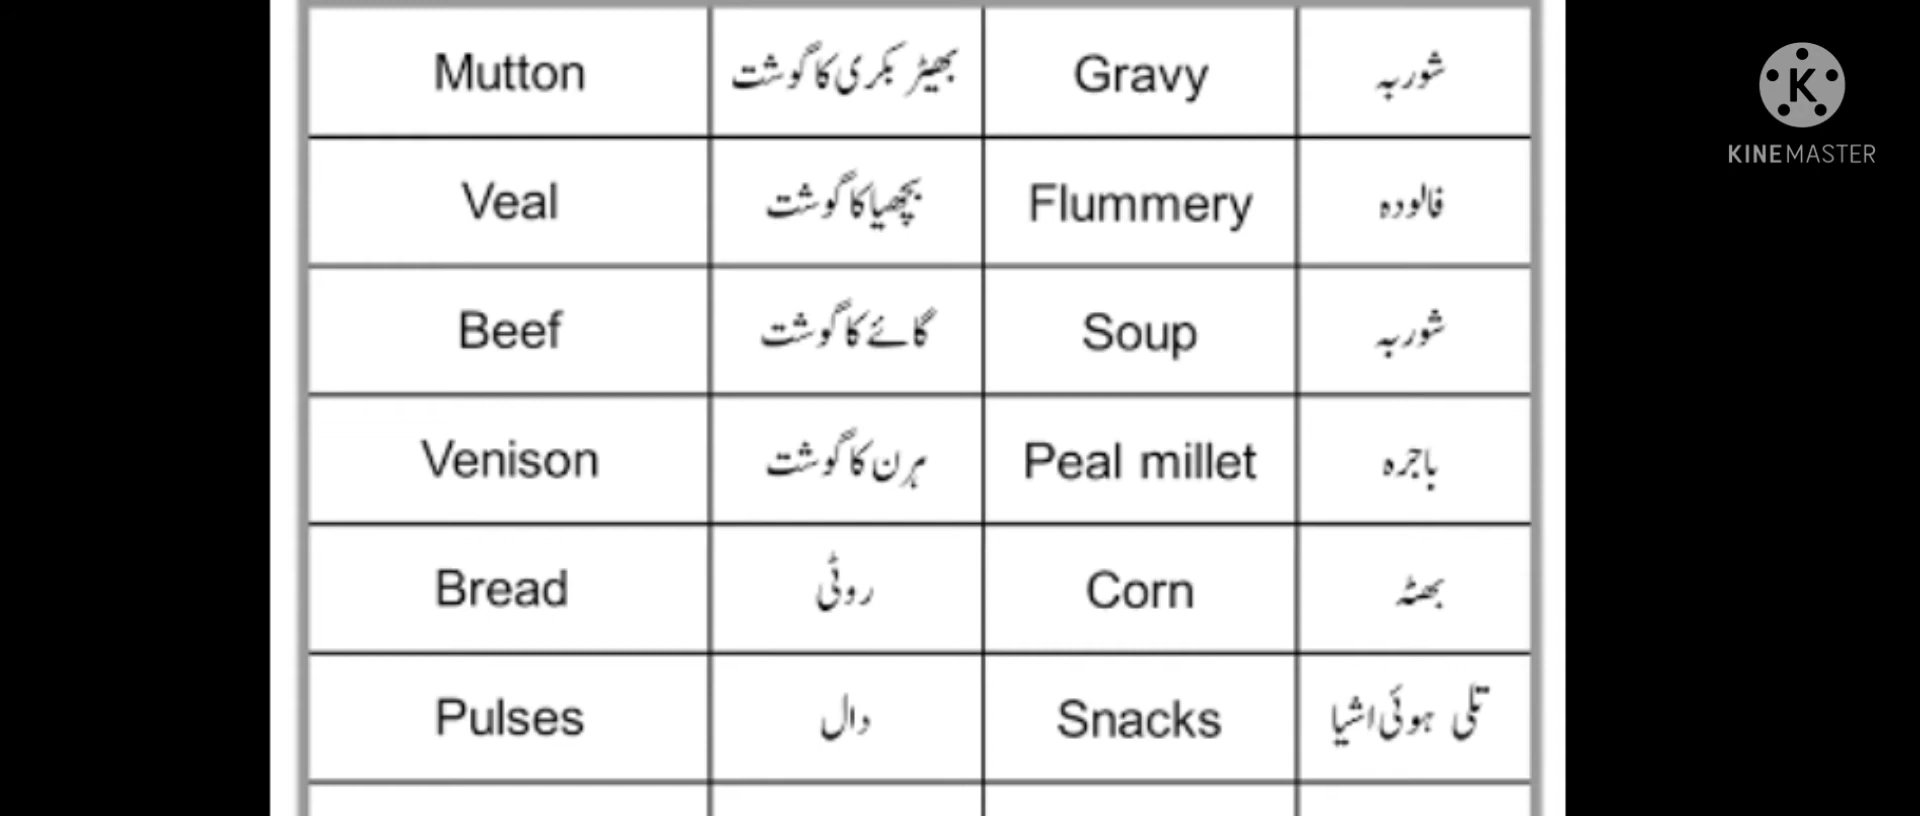 Mutton بھیڑ بکری کا گوشت Gravy شوربہ
Veal بچھیا کا گوشت Flummery فالودہ
Beef گائے کا گوشت Soup شوربہ
Venison ہرن کا گوشت Peal millet باجرہ
Bread روٹی Corn بھٹہ
Pulses دال Snacks تلی ہوئی اشیا
K
KINEMASTER